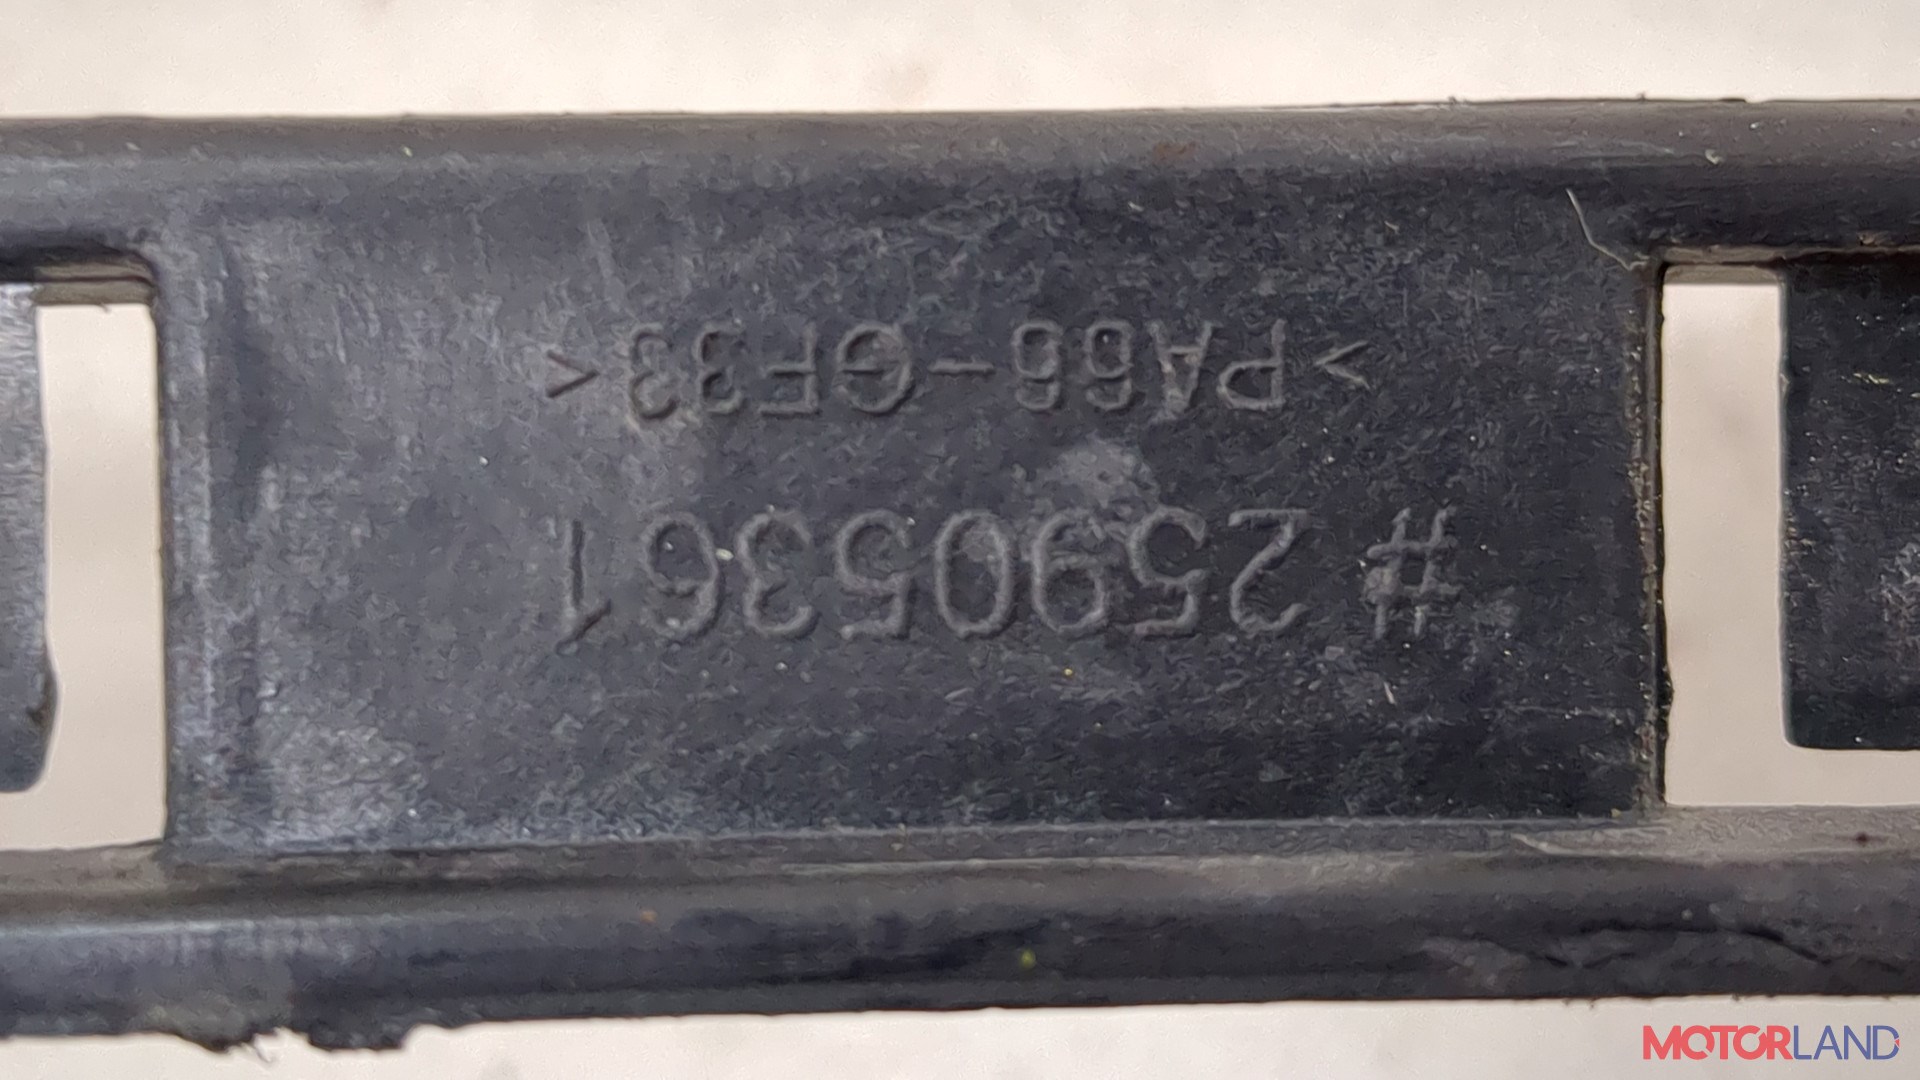 # 25905361
>PA66-GF33<
MOTORLAND